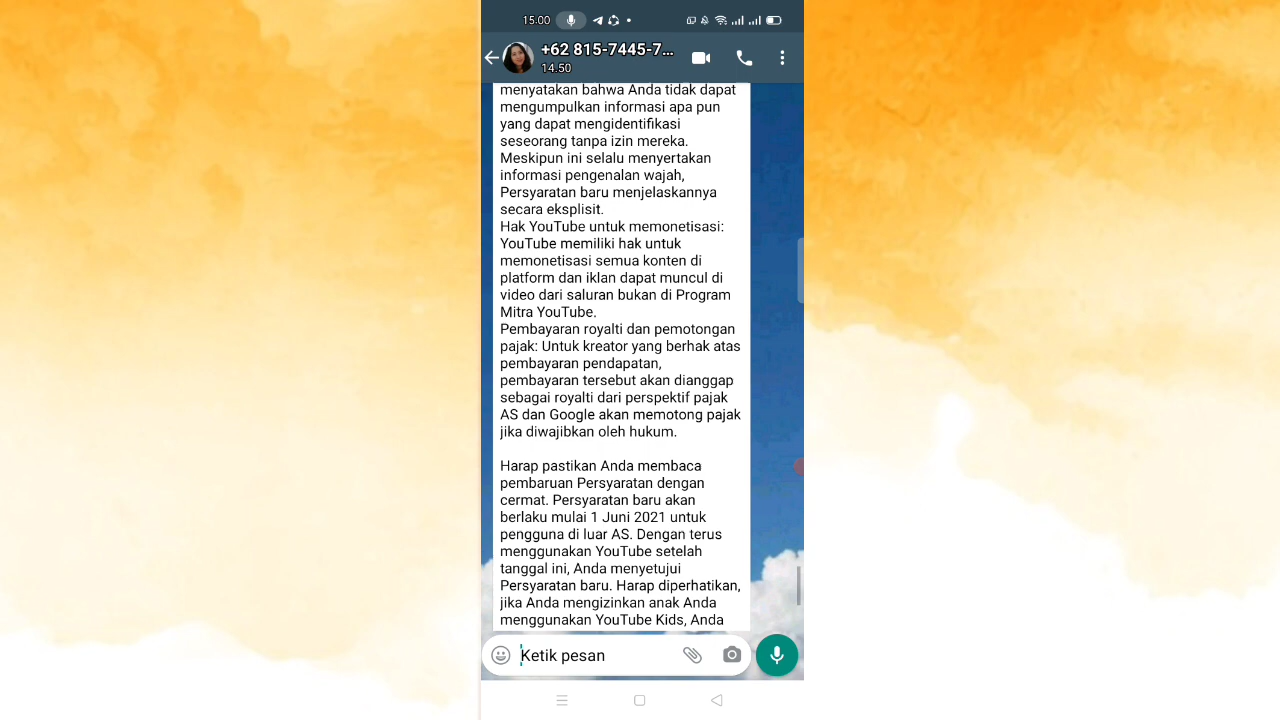 15.00
+62 815-7445-7...
14.50
menyatakan bahwa Anda tidak dapat
mengumpulkan informasi apa pun
yang dapat mengidentifikasi
seseorang tanpa izin mereka.
Meskipun ini selalu menyertakan
informasi pengenalan wajah,
Persyaratan baru menjelaskannya
secara eksplisit.
Hak YouTube untuk memonetisasi:
YouTube memiliki hak untuk
memonetisasi semua konten di
platform dan iklan dapat muncul di
video dari saluran bukan di Program
Mitra YouTube.
Pembayaran royalti dan pemotongan
pajak: Untuk kreator yang berhak atas
pembayaran pendapatan,
pembayaran tersebut akan dianggap
sebagai royalti dari perspektif pajak
AS dan Google akan memotong pajak
jika diwajibkan oleh hukum.
Harap pastikan Anda membaca
pembaruan Persyaratan dengan
cermat. Persyaratan baru akan
berlaku mulai 1 Juni 2021 untuk
pengguna di luar AS. Dengan terus
menggunakan YouTube setelah
tanggal ini, Anda menyetujui
Persyaratan baru. Harap diperhatikan,
jika Anda mengizinkan anak Anda
menggunakan YouTube Kids, Anda
Ketik pesan